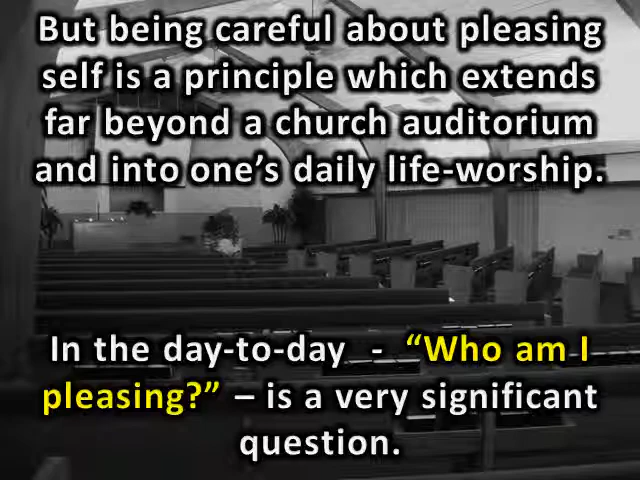 But being careful about pleasing
self is a principle which extends
far beyond a church auditorium
and into one’s daily life-worship.
In the day-to-day - “Who am I
pleasing?” – is a very significant
question.